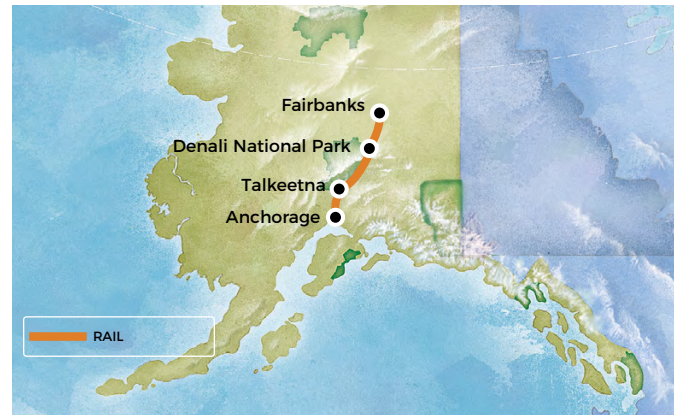 Fairbanks
Denali National Park
Talkeetna
Anchorage
RAIL